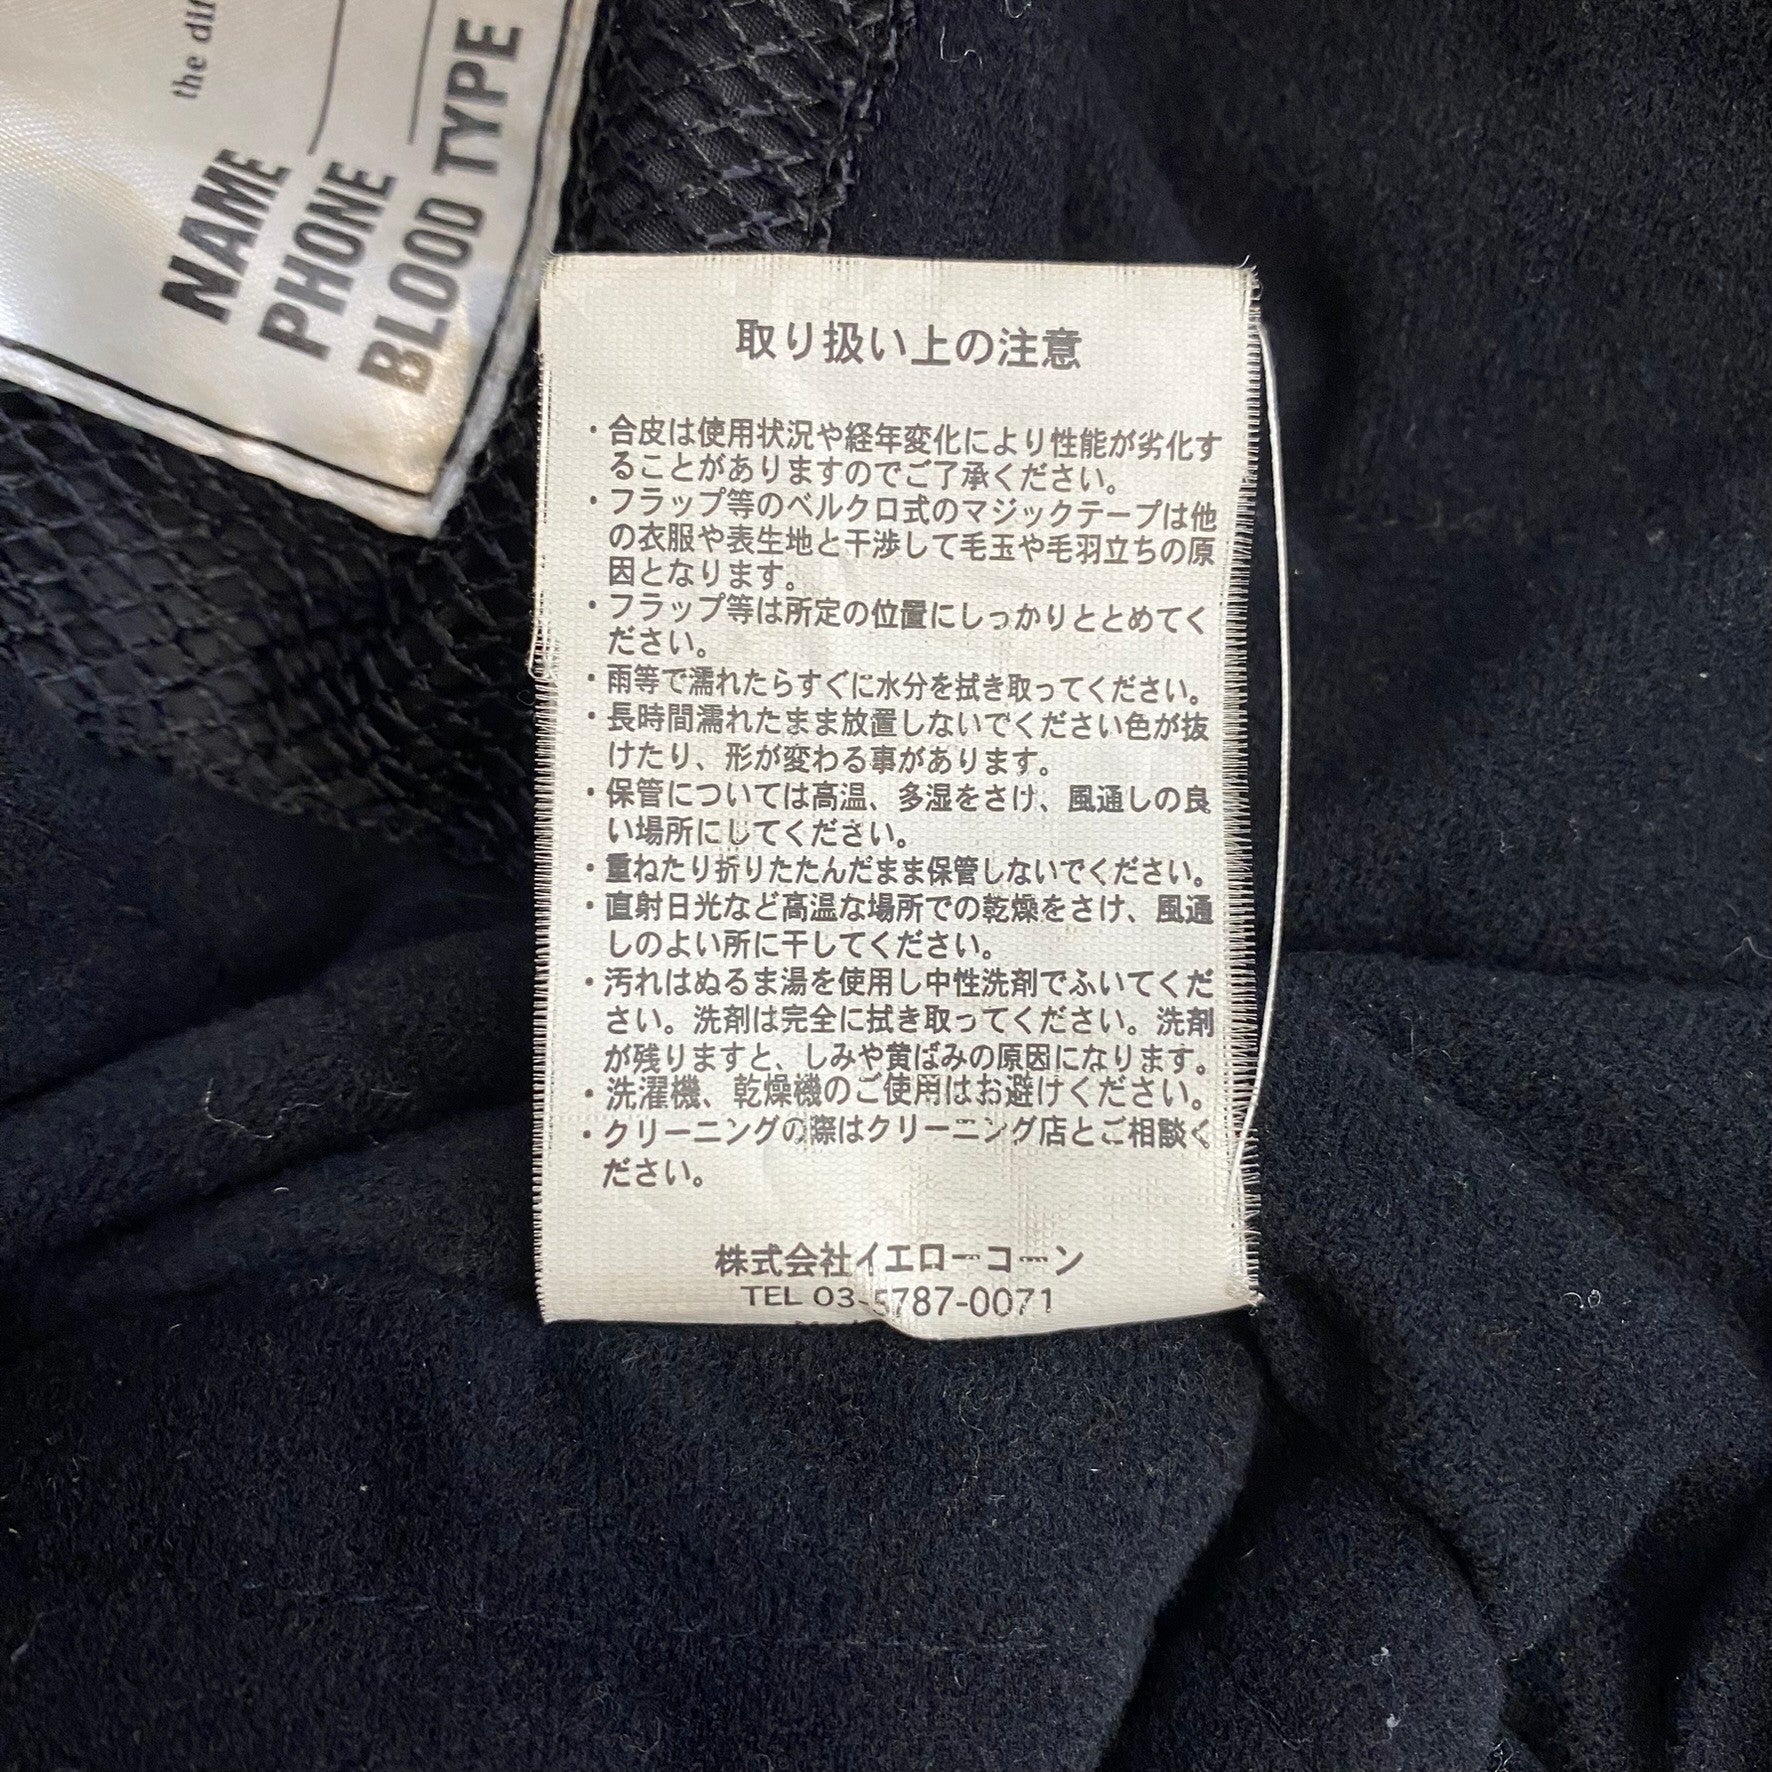 the dif
NAME
PHONE
BLOOD TYPE
取り扱い上の注意
・合皮は使用状況や経年変化により性能が劣化す
ることがありますのでご了承ください。
・フラップ等のベルクロ式のマジックテープは他
の衣服や表生地と干渉して毛玉や毛羽立ちの原
因となります。
・フラップ等は所定の位置にしっかりととめてく
ださい。
・雨等で濡れたらすぐに水分を拭き取ってください。
・長時間濡れたまま放置しないでください色が抜
けたり、形が変わる事があります。
・保管については高温、多湿をさけ、風通しの良
い場所にしてください。
・重ねたり折りたたんだまま保管しないでください。
・直射日光など高温な場所での乾燥をさけ、風通
しのよい所に干してください。
・汚れはぬるま湯を使用し中性洗剤でふいてくだ
さい。洗剤は完全に拭き取ってください。洗剤
が残りますと、しみや黄ばみの原因になります。
・洗濯機、乾燥機のご使用はお避けください。
・クリーニングの際はクリーニング店とご相談く
ださい。
株式会社イエローコーン
TEL 03-5787-0071